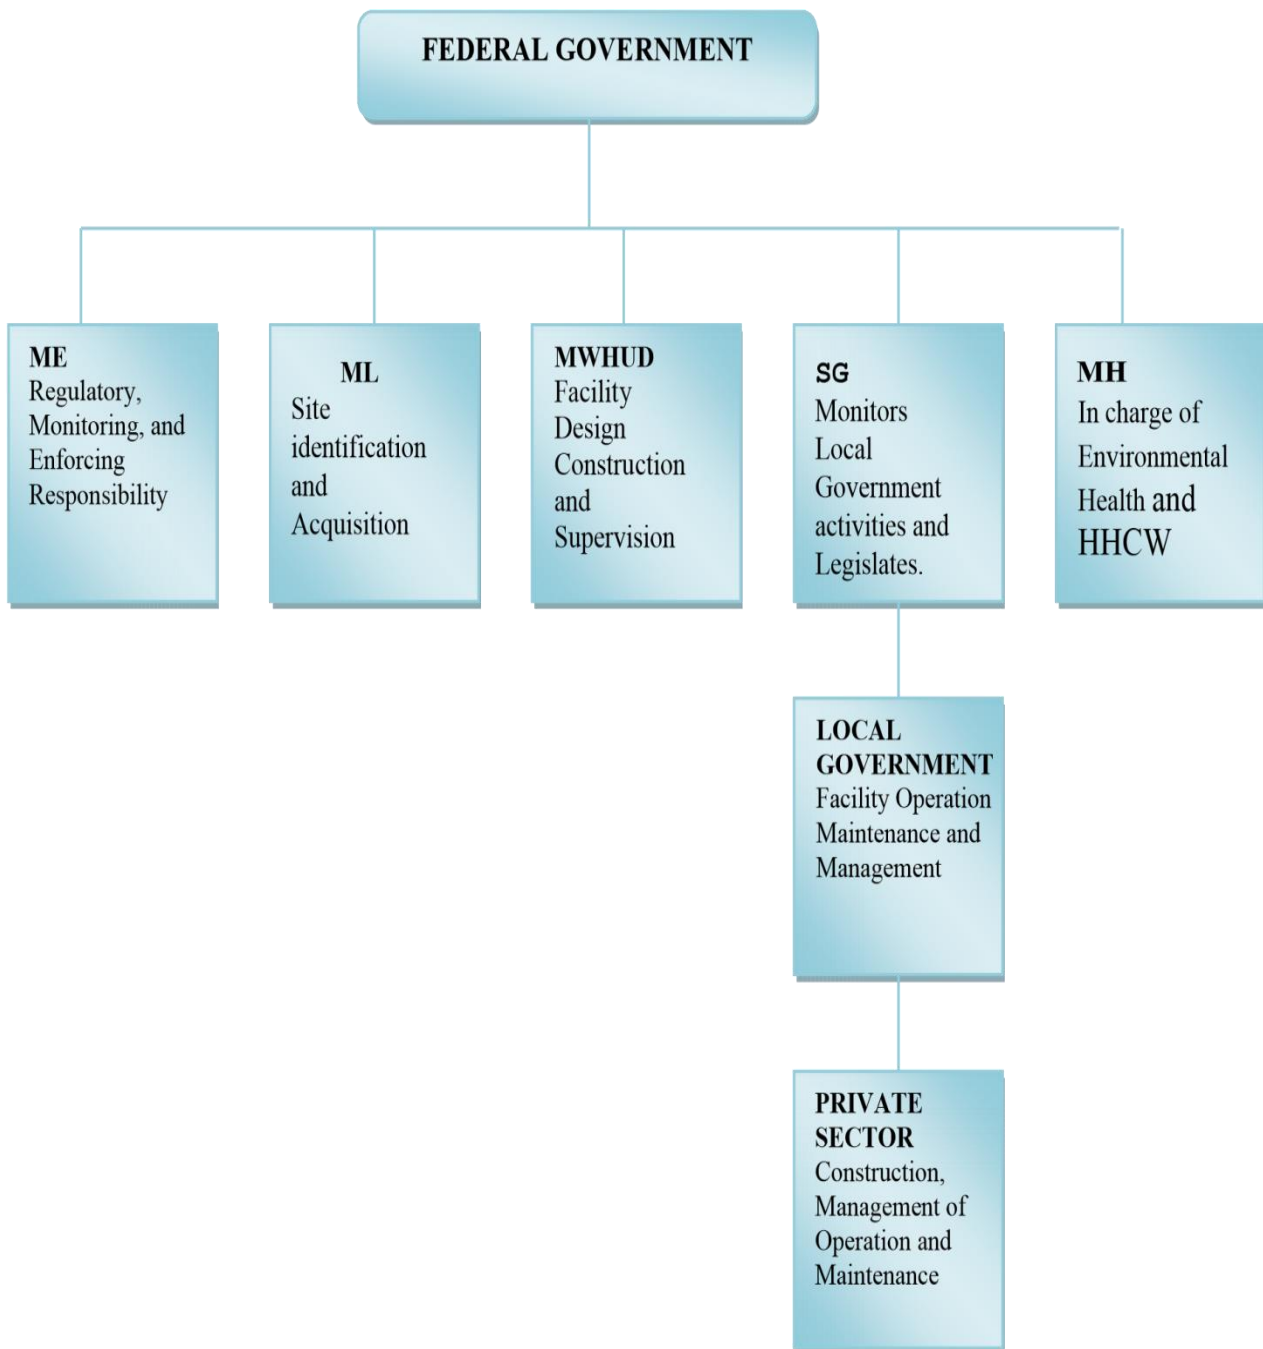 FEDERAL GOVERNMENT
ME
Regulatory,
Monitoring, and
Enforcing
Responsibility
ML
Site
identification
and
Acquisition
MWHUD
Facility
Design
Construction
and
Supervision
SG
Monitors
Local
Government
activities and
Legislates.
MH
In charge of
Environmental
Health and
HHCW
LOCAL
GOVERNMENT
Facility Operation
Maintenance and
Management
PRIVATE
SECTOR
Construction,
Management of
Operation and
Maintenance